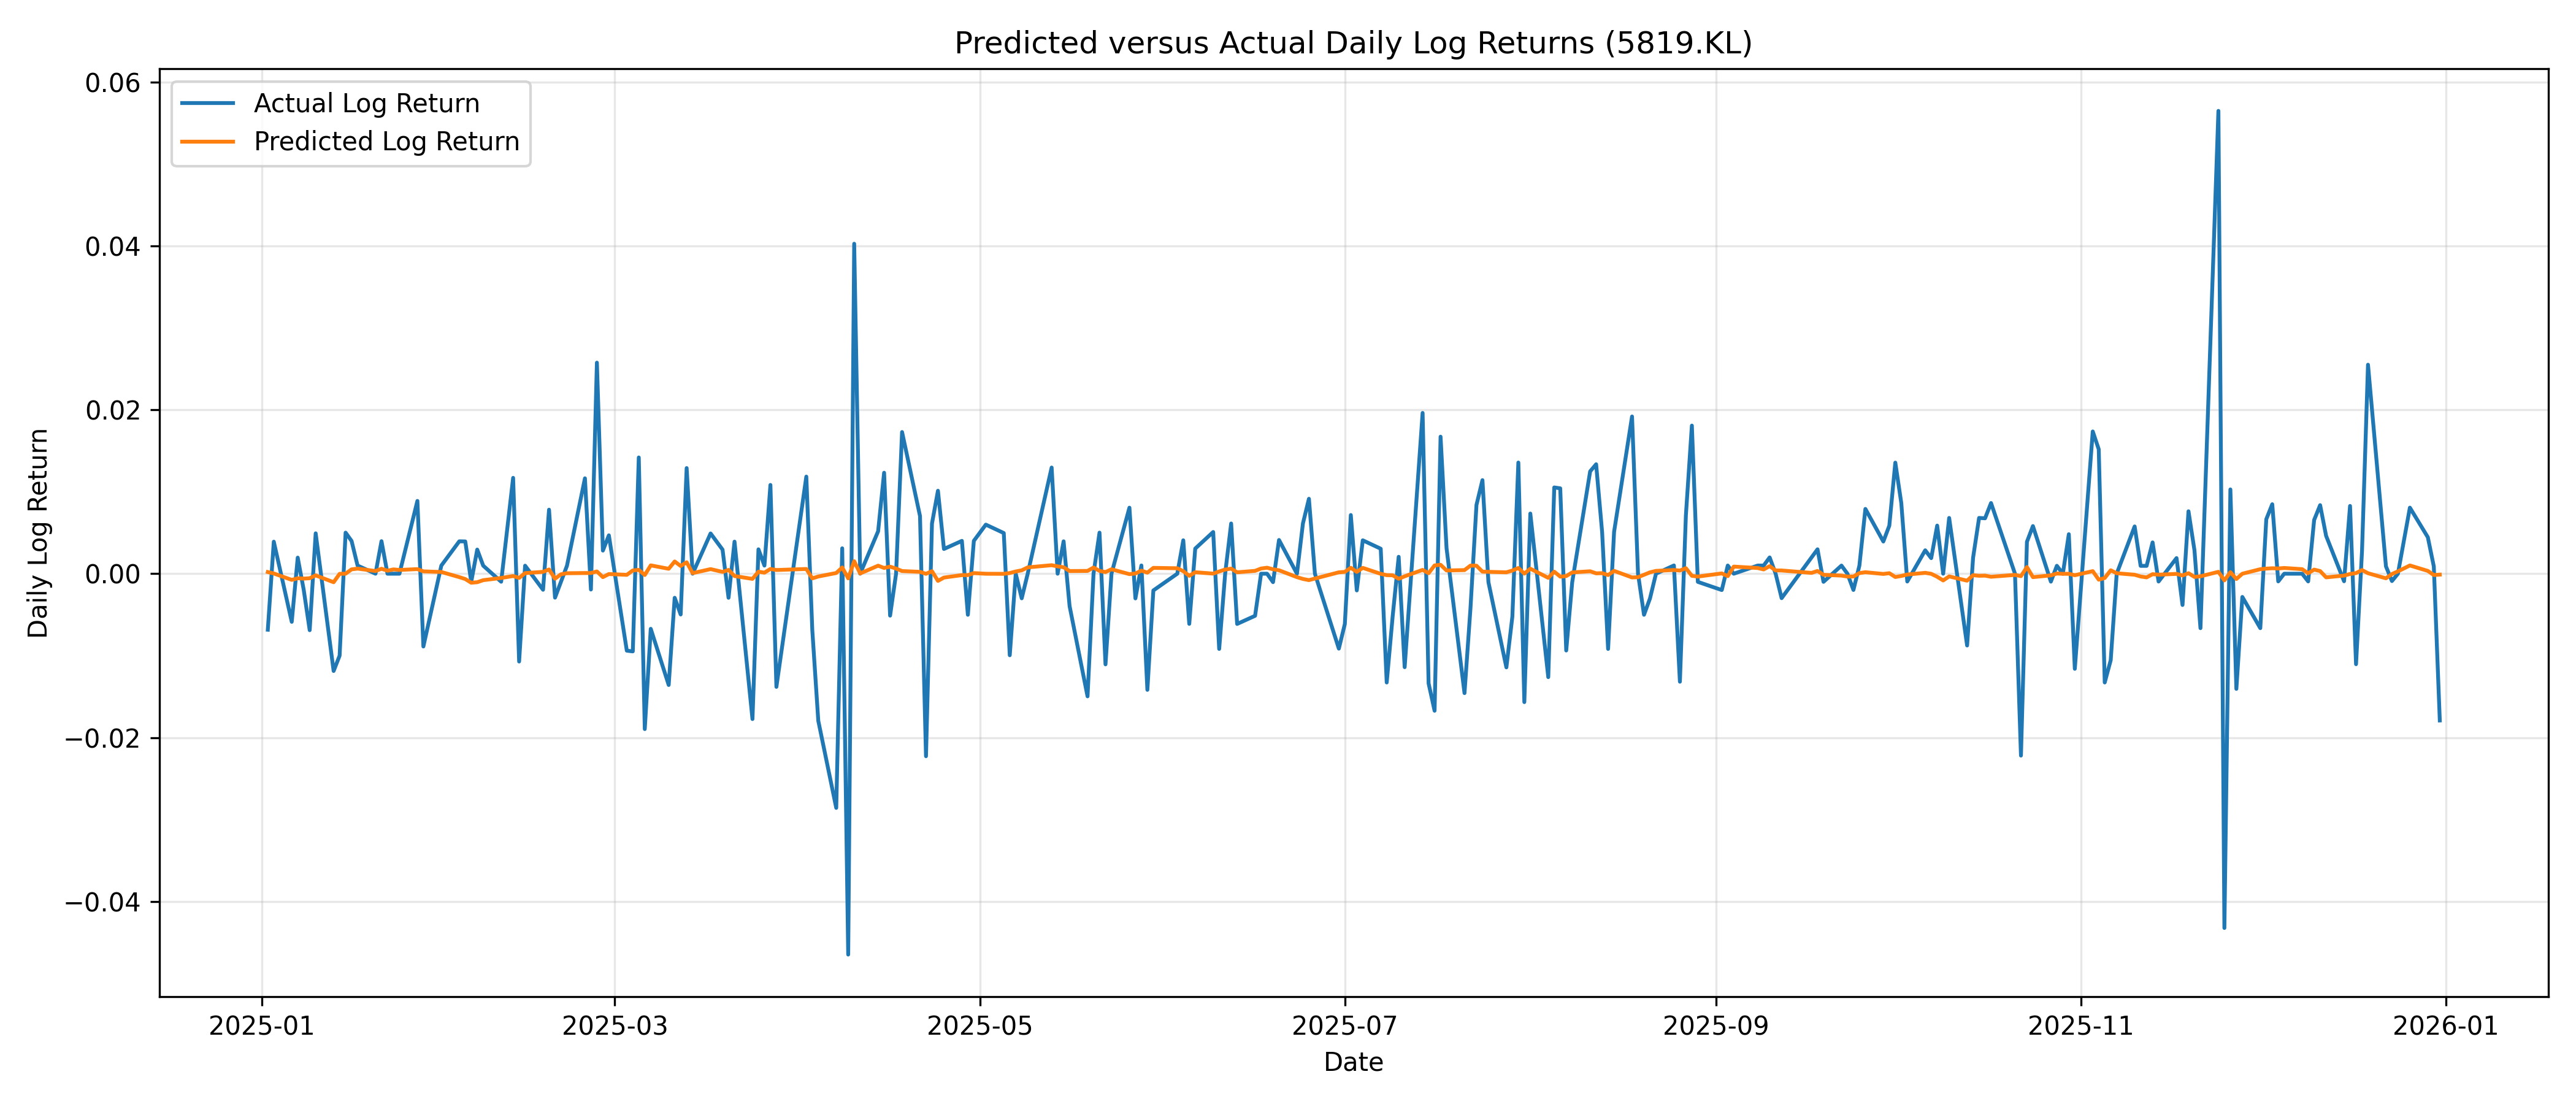 Predicted versus Actual Daily Log Returns (5819.KL)
Actual Log Return
Predicted Log Return
Daily Log Return
0.06
0.04
0.02
0.00
−0.02
−0.04
2025-01
2025-03
2025-05
2025-07
2025-09
2025-11
2026-01
Date